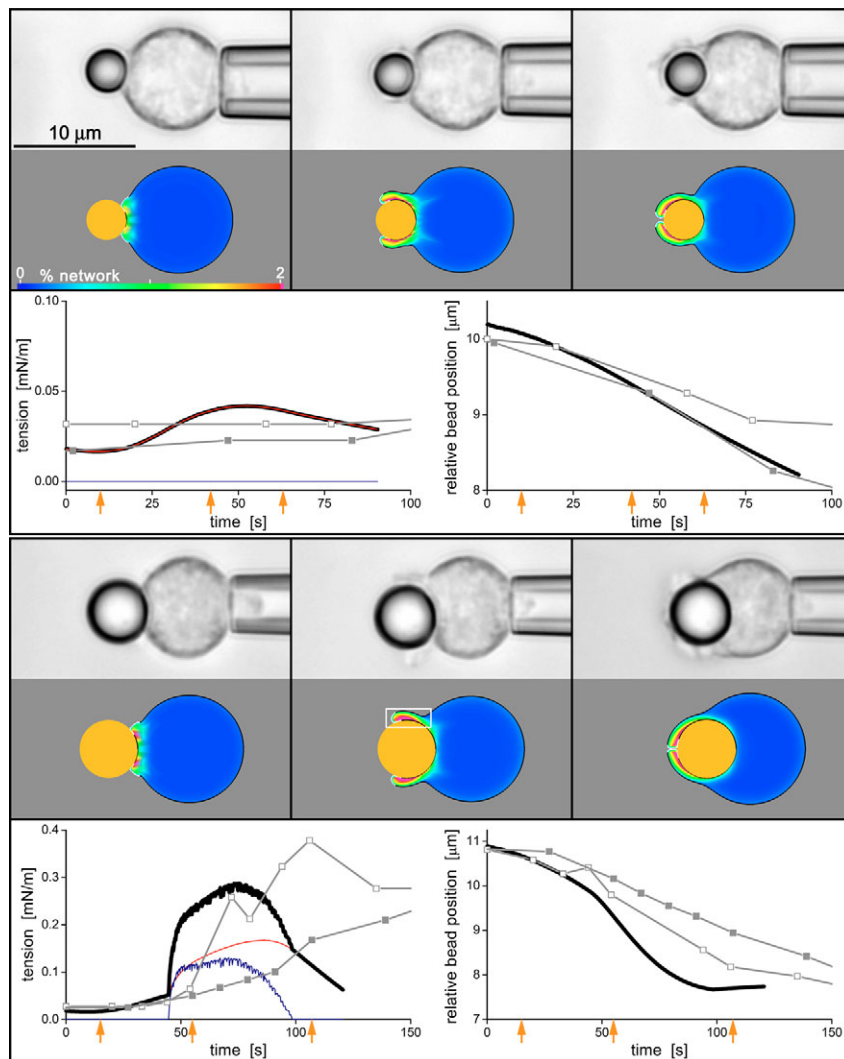 10 μm
0 % network 2
0.10
0.05
0.00
tension [mN/m]
0 25 50 75 100
time [s]
10
9
8
relative bead position [μm]
0 25 50 75 100
time [s]
0.4
0.3
0.2
0.1
0.0
tension [mN/m]
0 50 100 150
time [s]
11
10
9
8
7
relative bead position [μm]
0 50 100 150
time [s]